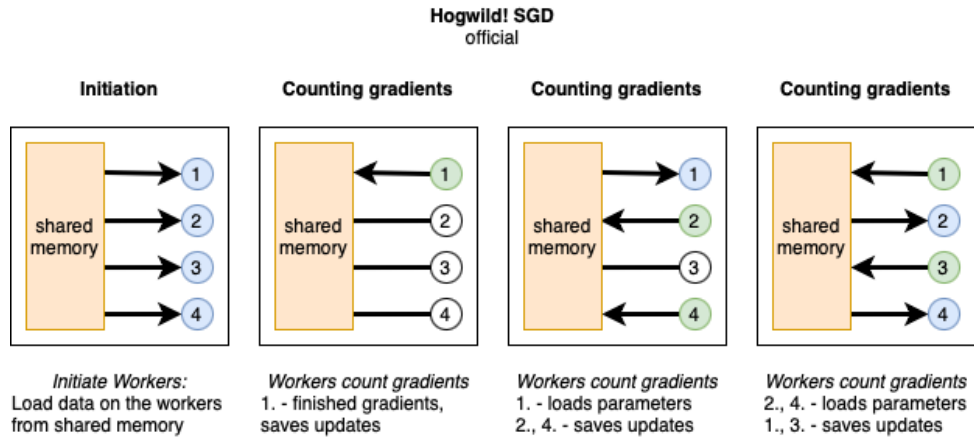 Hogwild! SGD
official
Initiation
Counting gradients
Counting gradients
Counting gradients
shared
memory
1
2
3
4
shared
memory
1
2
3
4
shared
memory
1
2
3
4
shared
memory
1
2
3
4
Initiate Workers:
Load data on the workers
from shared memory
Workers count gradients
1. - finished gradients,
saves updates
Workers count gradients
1. - loads parameters
2., 4. - saves updates
Workers count gradients
2., 4. - loads parameters
1., 3. - saves updates